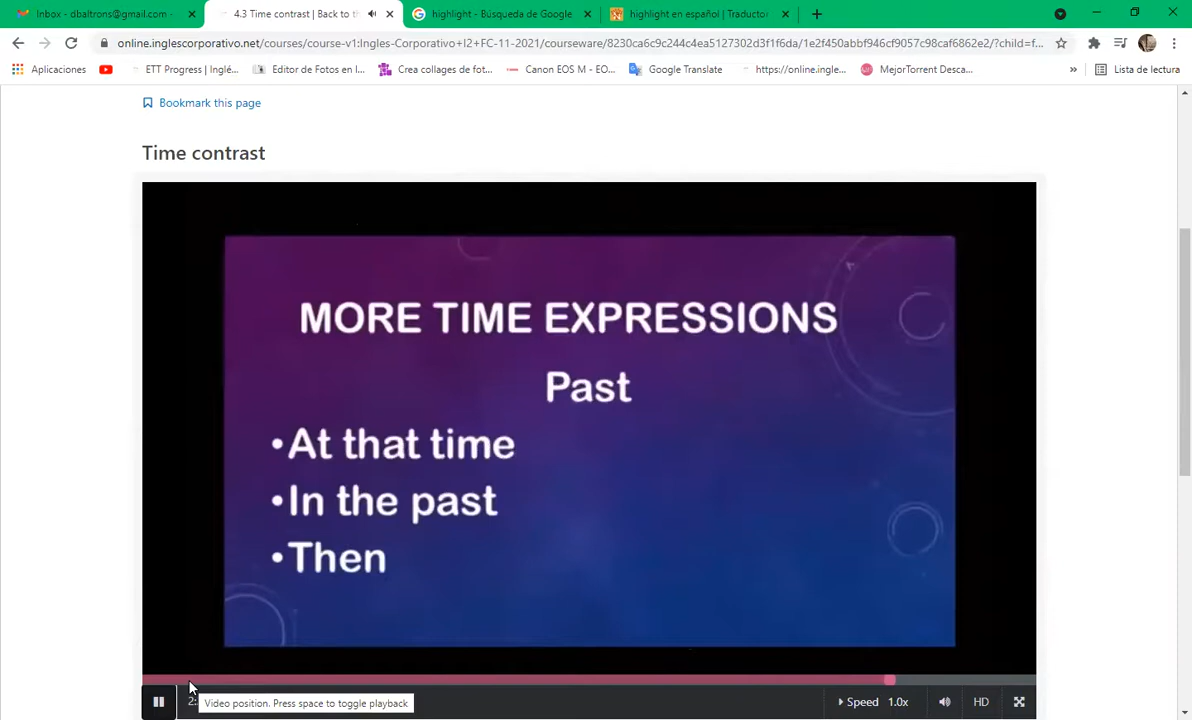 Inbox - dbaltrons@gmail.com -
4.3 Time contrast | Back to th
highlight - Búsqueda de Google
highlight en español | Traductor
online.inglescorporativo.net/courses/course-v1:Ingles-Corporativo+I2+FC-11-2021/courseware/8230ca6c9c244c4ea5127302d3f1f6da/1e2f450abbf946cf9057c98caf6862e2/?child=f...
Aplicaciones
ETT Progress | Inglé...
Editor de Fotos en l...
Crea collages de fot...
Canon EOS M - EO...
Google Translate
https://online.ingle...
MejorTorrent Desca...
»
Lista de lectura
Bookmark this page
Time contrast
MORE TIME EXPRESSIONS
Past
•At that time
•In the past
•Then
Video position. Press space to toggle playback
Speed 1.0x
HD